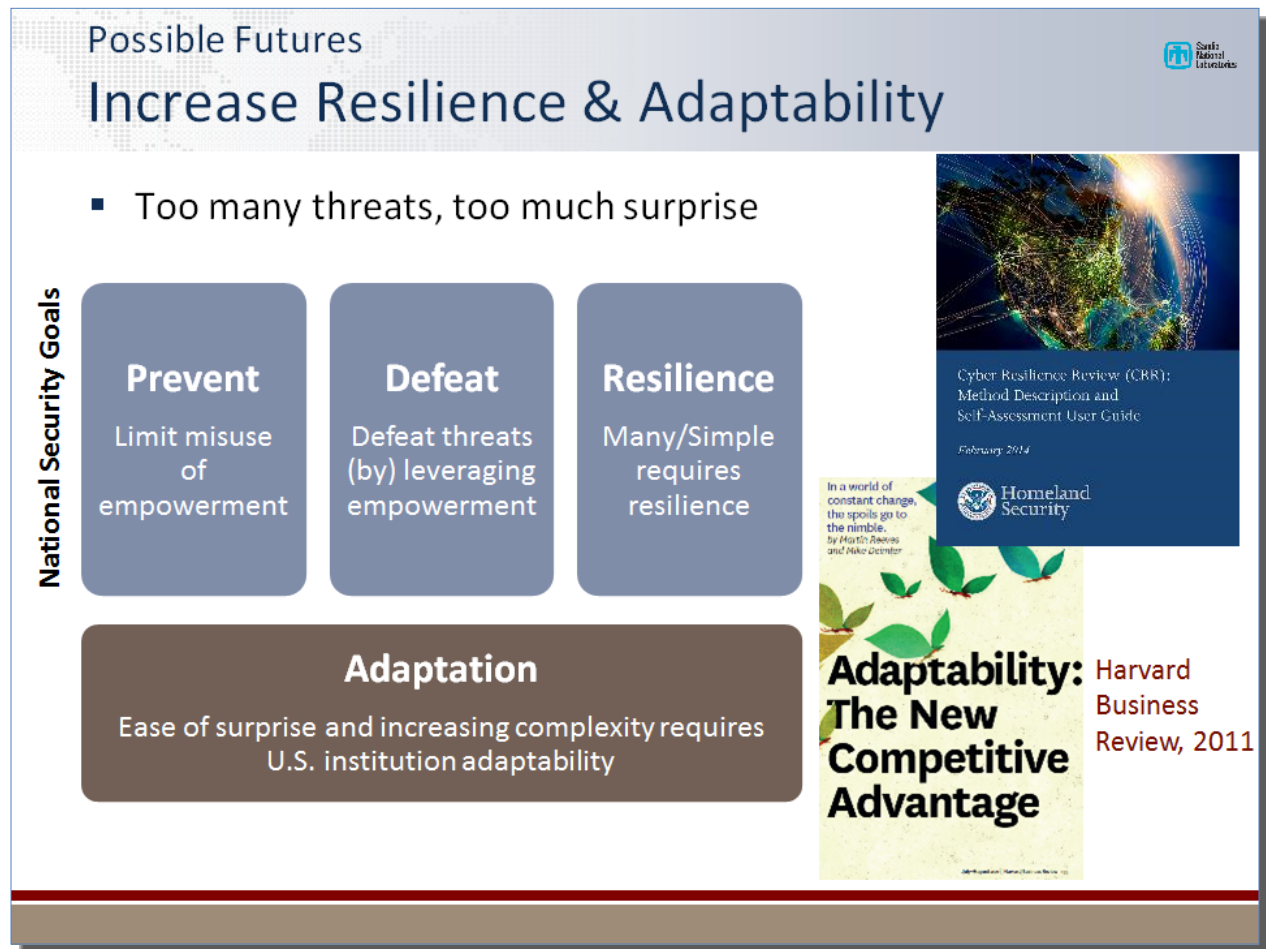 Possible Futures
Increase Resilience & Adaptability
Sandia
National
Laboratories
▪ Too many threats, too much surprise
National Security Goals
Prevent
Limit misuse
of
empowerment
Defeat
Defeat threats
(by) leveraging
empowerment
Resilience
Many/Simple
requires
resilience
Adaptation
Ease of surprise and increasing complexity requires
U.S. institution adaptability
Cyber Resilience Review (CRR):
Method Description and
Self-Assessment User Guide
February 2014
Homeland
Security
In a world of
constant change,
the spoils go to
the nimble.
by Martin Reeves
and Mike Deimler
Adaptability:
The New
Competitive
Advantage
Harvard
Business
Review, 2011